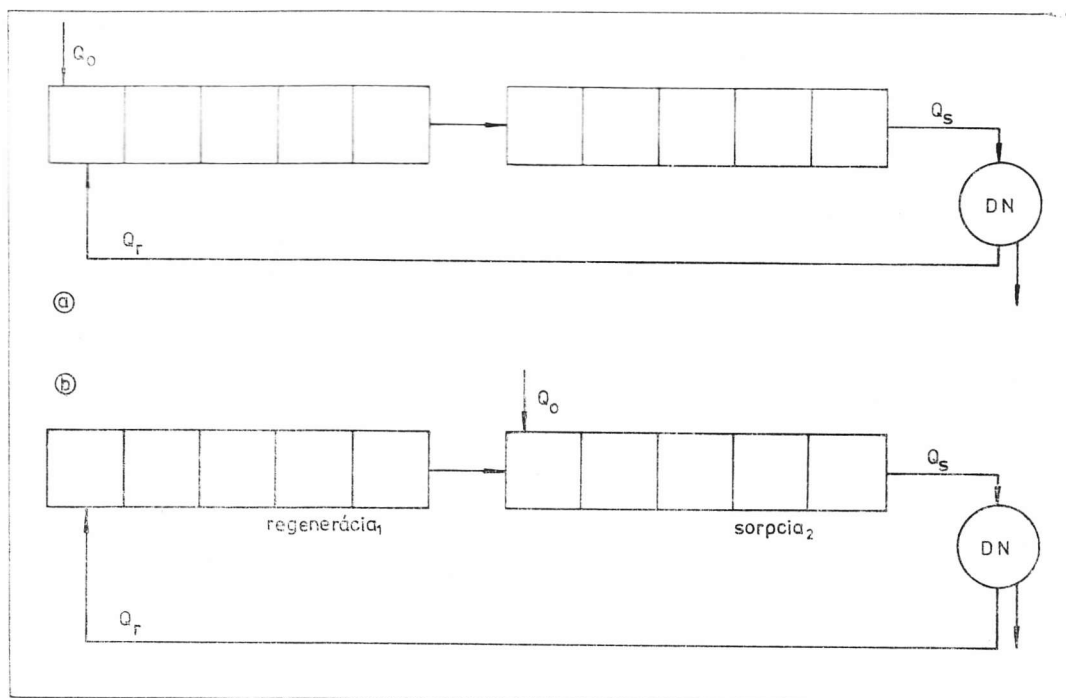 Q₀
Qₛ
DN
Qᵣ
ⓐ
ⓑ
Q₀
Qₛ
regenerácia₁
sorpcia₂
DN
Qᵣ